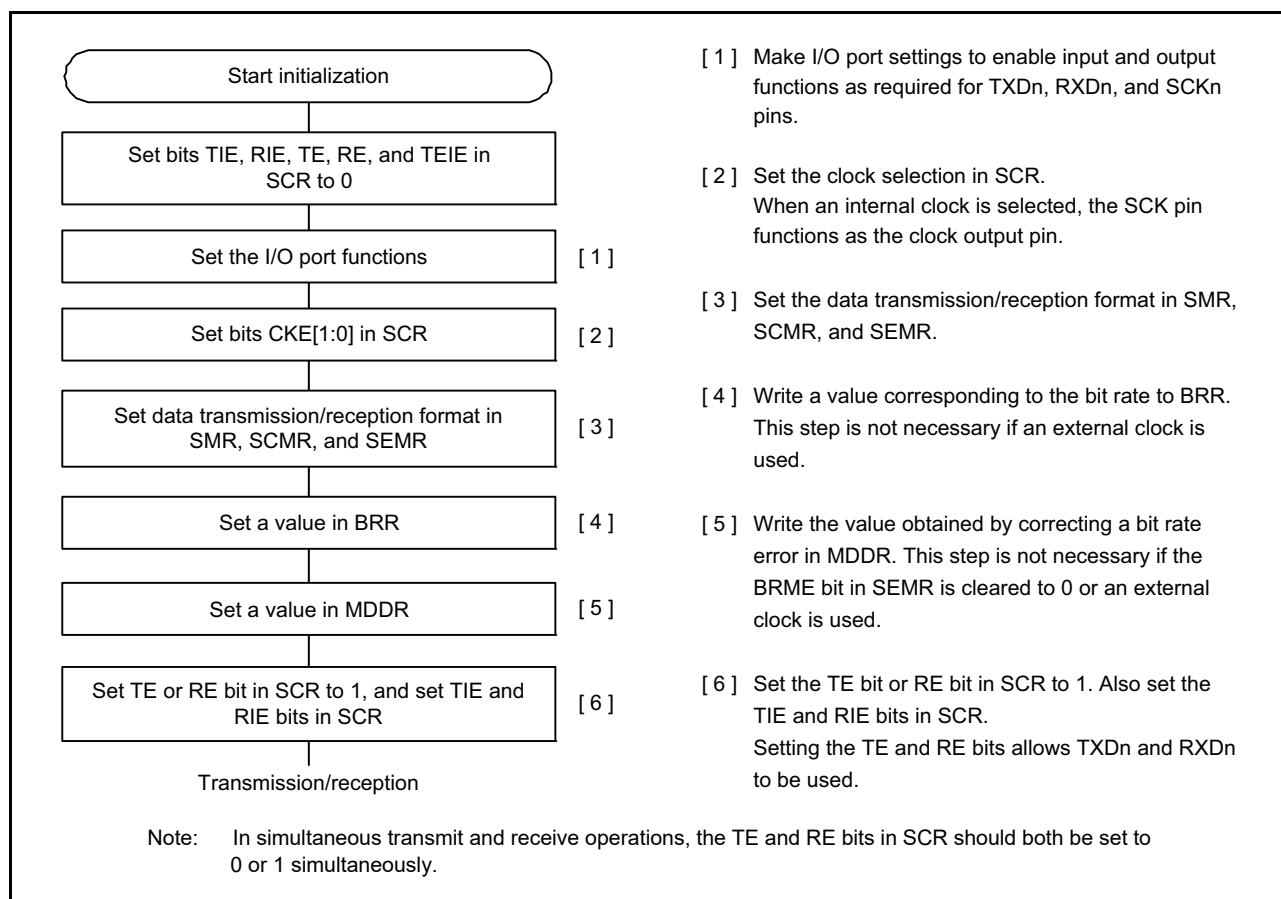 Start initialization
Set bits TIE, RIE, TE, RE, and TEIE in
SCR to 0
Set the I/O port functions
[ 1 ]
Set bits CKE[1:0] in SCR
[ 2 ]
Set data transmission/reception format in
SMR, SCMR, and SEMR
[ 3 ]
Set a value in BRR
[ 4 ]
Set a value in MDDR
[ 5 ]
Set TE or RE bit in SCR to 1, and set TIE and
RIE bits in SCR
[ 6 ]
Transmission/reception
[ 1 ] Make I/O port settings to enable input and output
functions as required for TXDn, RXDn, and SCKn
pins.
[ 2 ] Set the clock selection in SCR.
When an internal clock is selected, the SCK pin
functions as the clock output pin.
[ 3 ] Set the data transmission/reception format in SMR,
SCMR, and SEMR.
[ 4 ] Write a value corresponding to the bit rate to BRR.
This step is not necessary if an external clock is
used.
[ 5 ] Write the value obtained by correcting a bit rate
error in MDDR. This step is not necessary if the
BRME bit in SEMR is cleared to 0 or an external
clock is used.
[ 6 ] Set the TE bit or RE bit in SCR to 1. Also set the
TIE and RIE bits in SCR.
Setting the TE and RE bits allows TXDn and RXDn
to be used.
Note: In simultaneous transmit and receive operations, the TE and RE bits in SCR should both be set to
0 or 1 simultaneously.